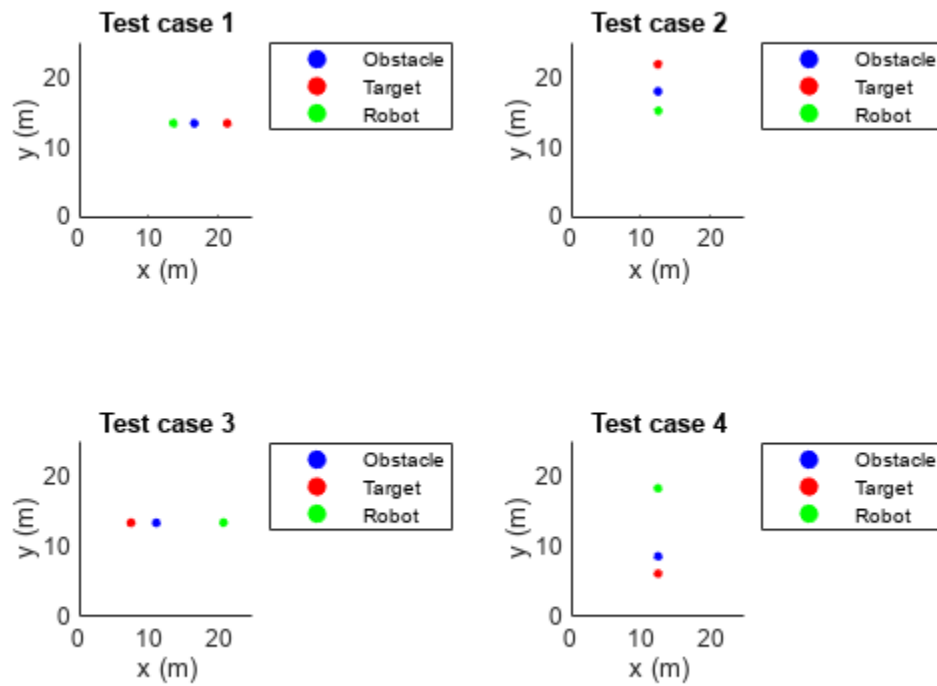 Test case 1
Obstacle
Target
Robot
20
10
0
y (m)
0 10 20
x (m)
Test case 2
Obstacle
Target
Robot
20
10
0
y (m)
0 10 20
x (m)
Test case 3
Obstacle
Target
Robot
20
10
0
y (m)
0 10 20
x (m)
Test case 4
Obstacle
Target
Robot
20
10
0
y (m)
0 10 20
x (m)